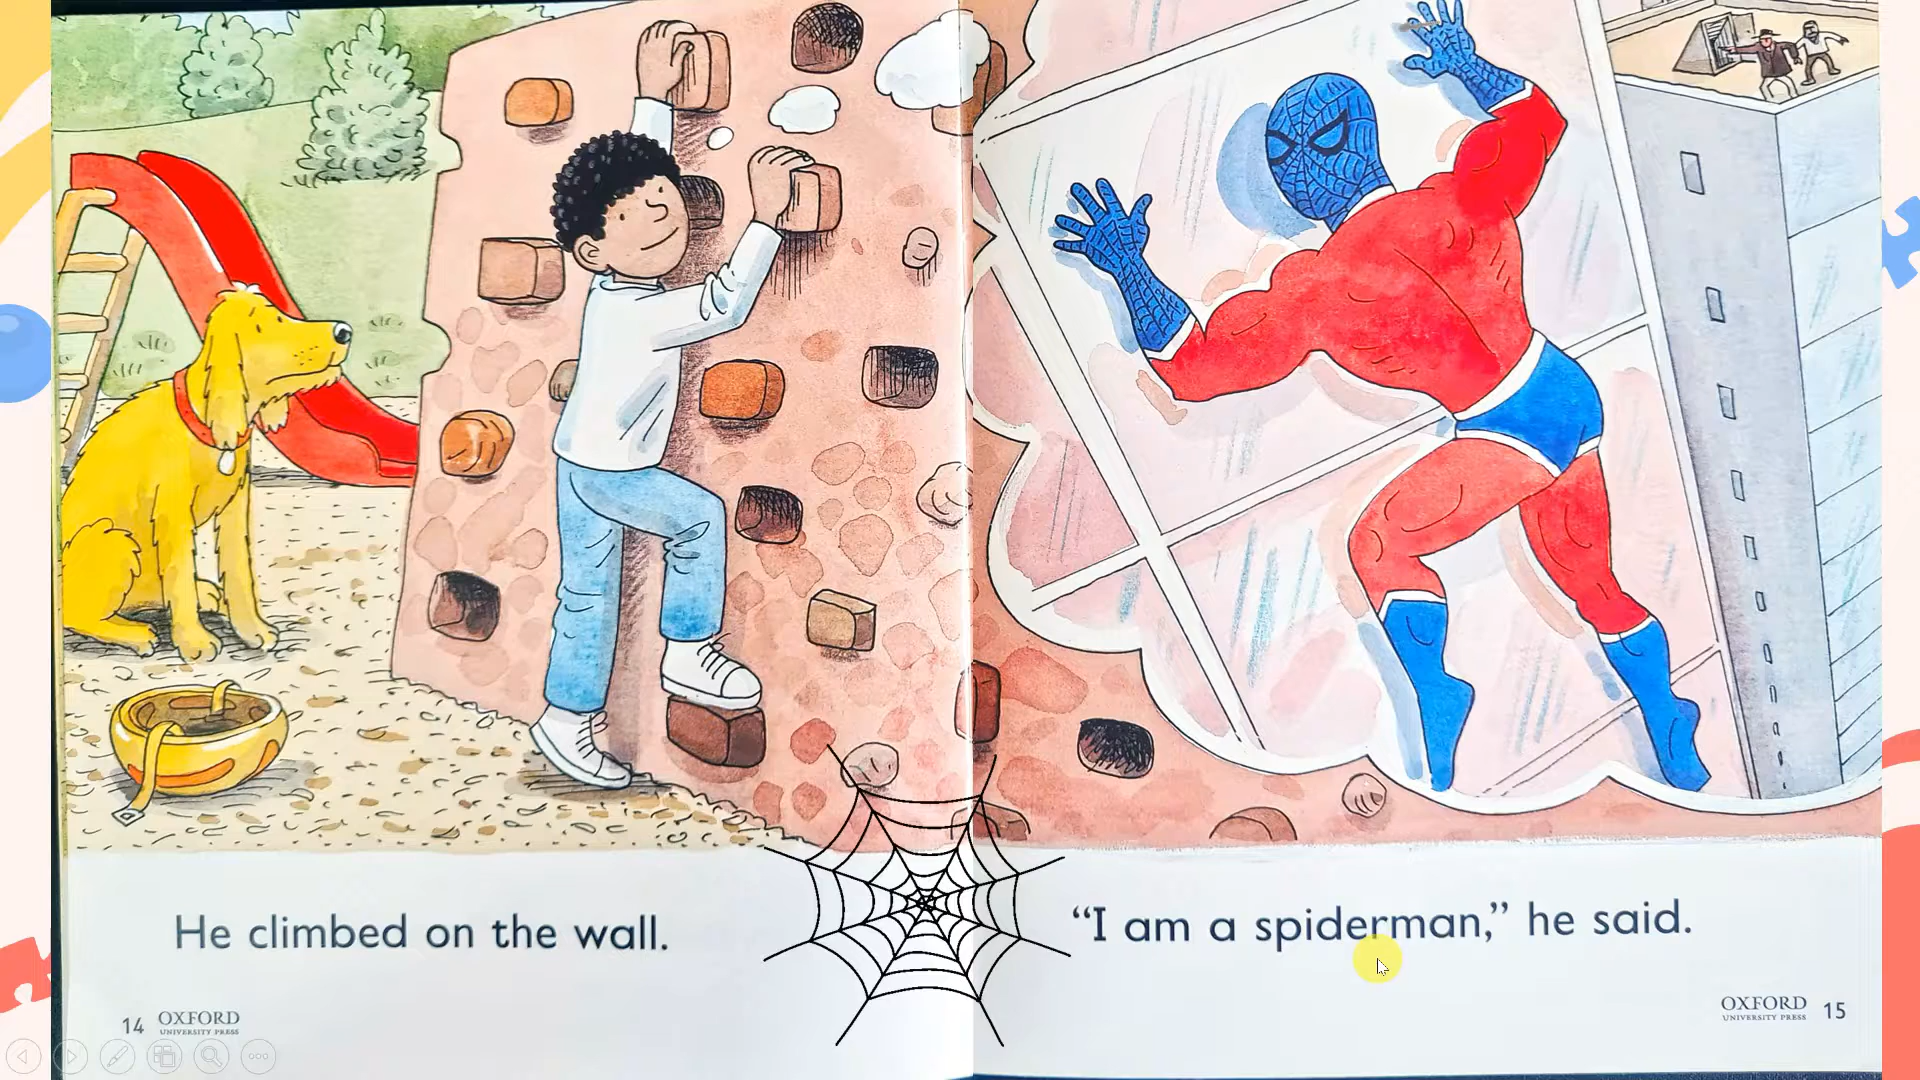 He climbed on the wall.
“I am a spiderman,” he said.
14 OXFORD
UNIVERSITY PRESS
OXFORD 15
UNIVERSITY PRESS